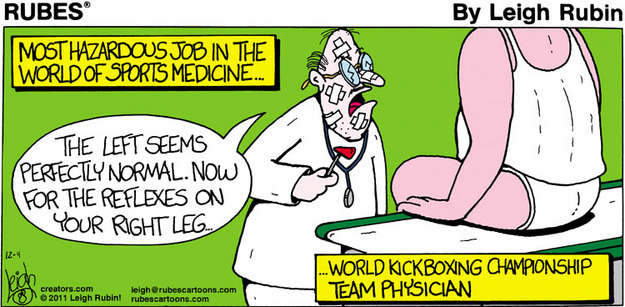 RUBES®
By Leigh Rubin
MOST HAZARDOUS JOB IN THE
WORLD OF SPORTS MEDICINE...
THE LEFT SEEMS
PERFECTLY NORMAL. NOW
FOR THE REFLEXES ON
YOUR RIGHT LEG...
...WORLD KICKBOXING CHAMPIONSHIP
TEAM PHYSICIAN
12-9
leigh
creators.com
© 2011 Leigh Rubin!
leigh@rubescartoons.com
rubescartoons.com